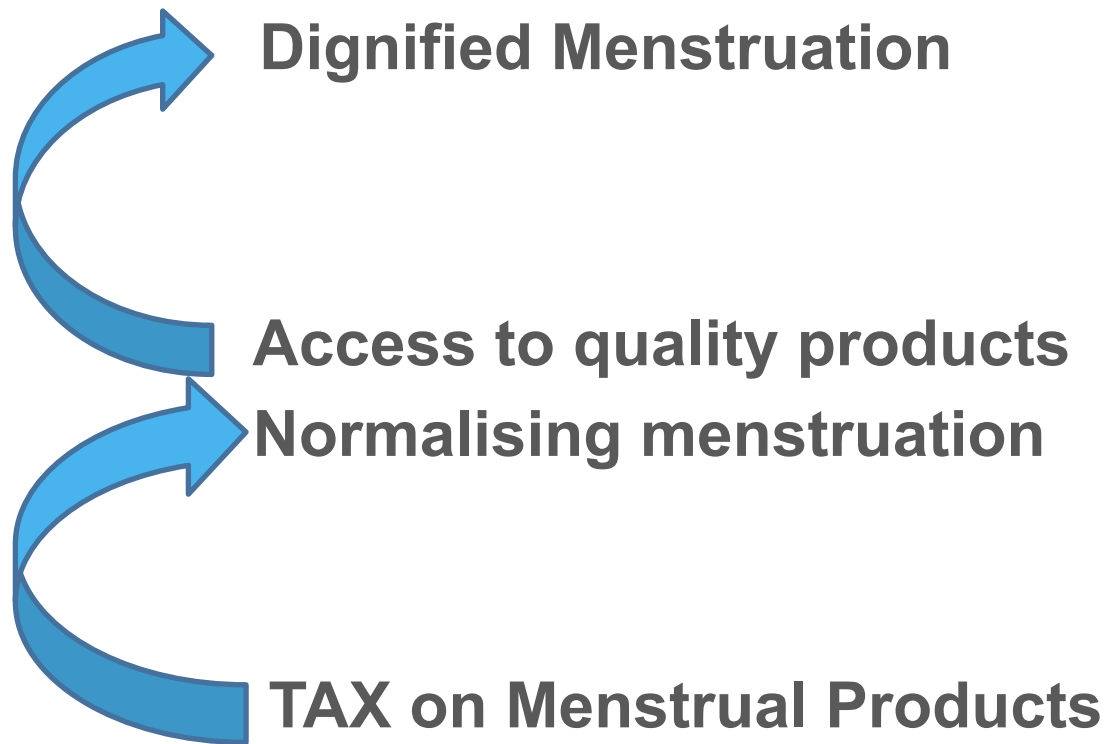 Dignified Menstruation
Access to quality products
Normalising menstruation
TAX on Menstrual Products